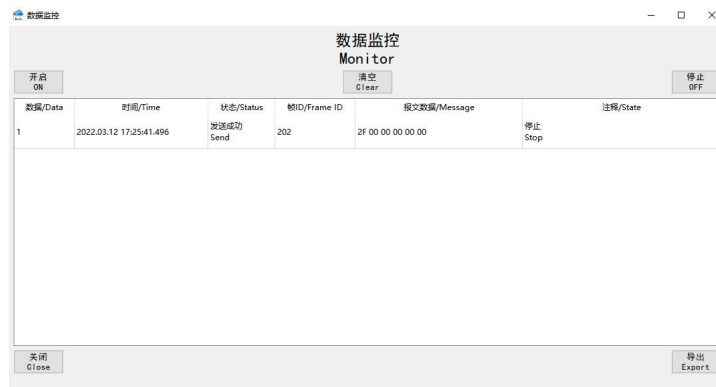 数据监控
数据监控
Monitor
开启
ON
清空
Clear
停止
OFF
数据/Data 时间/Time 状态/Status 帧ID/Frame ID 报文数据/Message 注释/State
1 2022.03.12 17:25:41.496 发送成功 202 2F 00 00 00 00 00 停止
Send Stop
关闭
Close
导出
Export